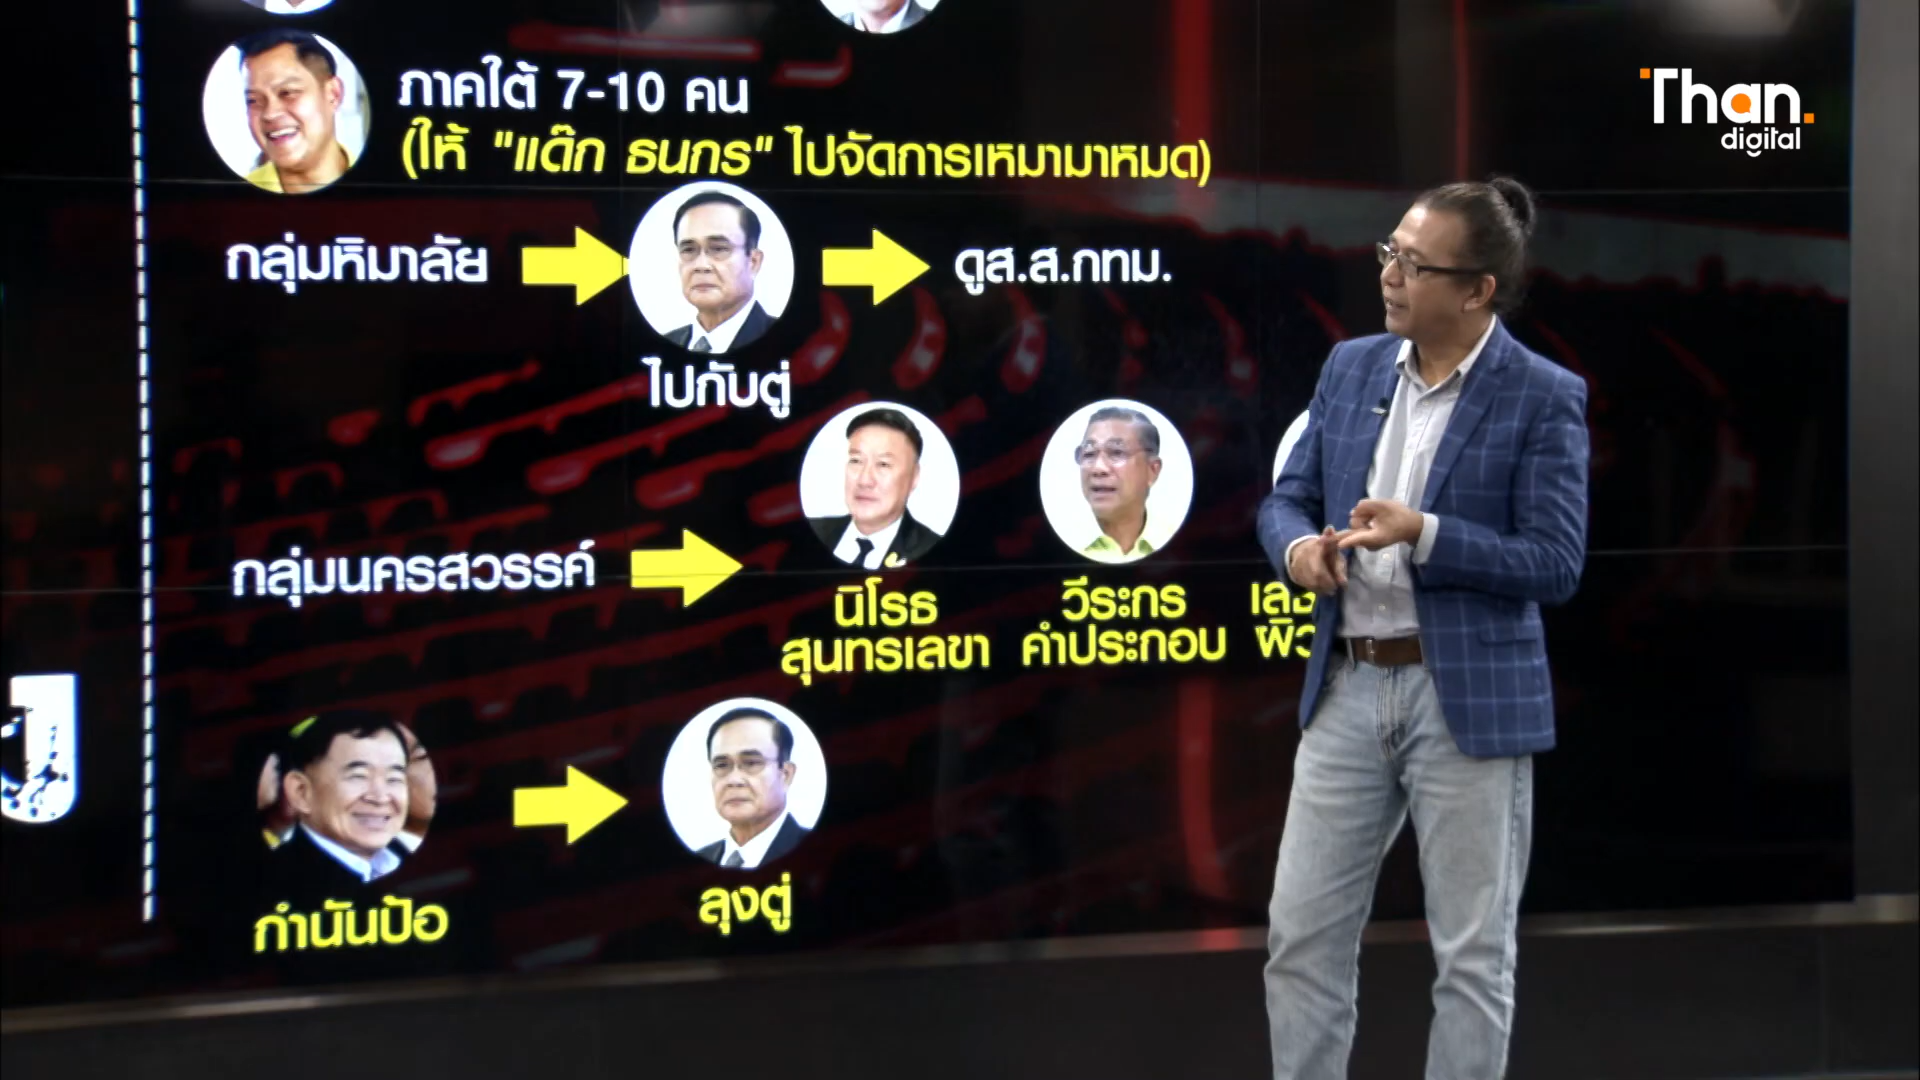 Than.
digital
ภาคใต้ 7-10 คน
(ให้ "แด๊ก ธนกร" ไปจัดการเหมามาหมด)
กลุ่มหิมาลัย
ดูส.ส.กทม.
ไปกับตู่
กลุ่มนครสวรรค์
นิโรธ
สุนทรเลขา
วีระกร
คำประกอบ
ผิว
กำนันป้อ
ลุงตู่